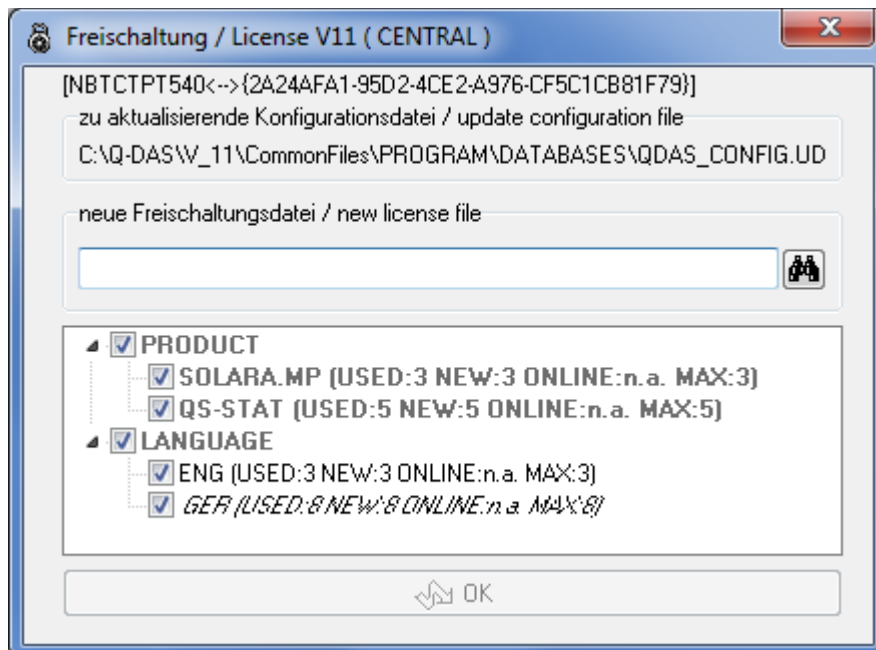 Freischaltung / License V11 ( CENTRAL )
[NBTCTPT540<-->{2A24AFA1-95D2-4CE2-A976-CF5C1CB81F79}]
zu aktualisierende Konfigurationsdatei / update configuration file
C:\Q-DAS\V_11\CommonFiles\PROGRAM\DATABASES\QDAS_CONFIG.UD
neue Freischaltungsdatei / new license file
PRODUCT
SOLARA.MP (USED:3 NEW:3 ONLINE:n.a. MAX:3)
QS-STAT (USED:5 NEW:5 ONLINE:n.a. MAX:5)
LANGUAGE
ENG (USED:3 NEW:3 ONLINE:n.a. MAX:3)
GER (USED:8 NEW:8 ONLINE:n.a. MAX:8)
OK